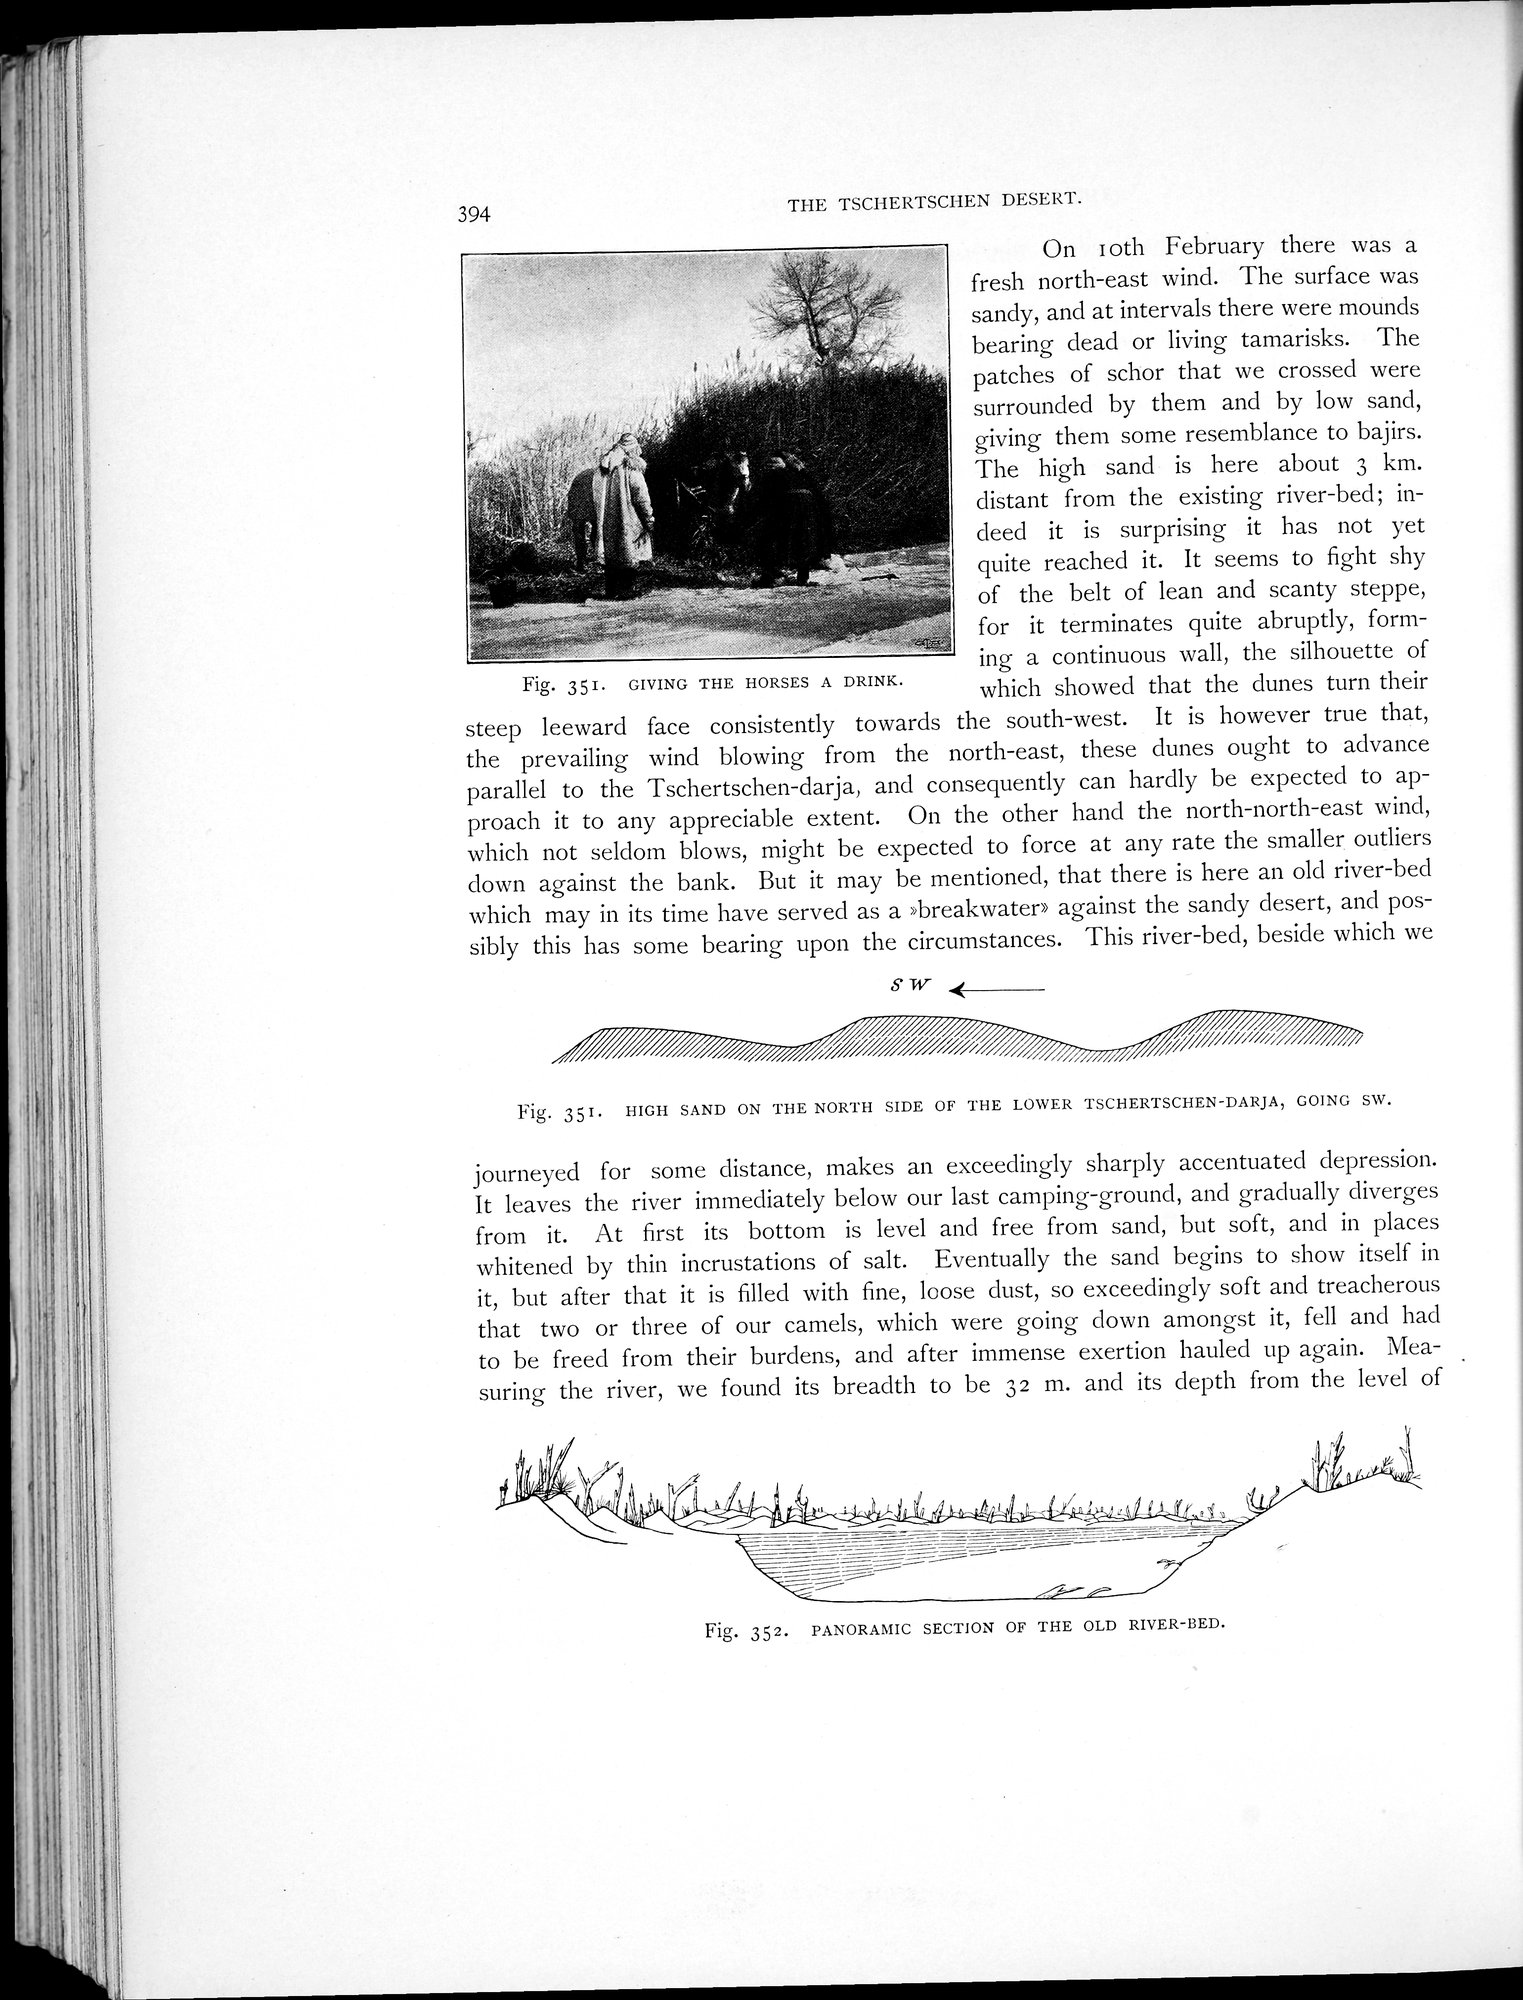 394
THE TSCHERTSCHEN DESERT.
On 10th February there was a
fresh north-east wind. The surface was
sandy, and at intervals there were mounds
bearing dead or living tamarisks. The
patches of schor that we crossed were
surrounded by them and by low sand,
giving them some resemblance to bajirs.
The high sand is here about 3 km.
distant from the existing river-bed; in-
deed it is surprising it has not yet
quite reached it. It seems to fight shy
of the belt of lean and scanty steppe,
for it terminates quite abruptly, form-
ing a continuous wall, the silhouette of
which showed that the dunes turn their
Fig. 351. GIVING THE HORSES A DRINK.
steep leeward face consistently towards the south-west. It is however true that,
the prevailing wind blowing from the north-east, these dunes ought to advance
parallel to the Tschertschen-darja, and consequently can hardly be expected to ap-
proach it to any appreciable extent. On the other hand the north-north-east wind,
which not seldom blows, might be expected to force at any rate the smaller outliers
down against the bank. But it may be mentioned, that there is here an old river-bed
which may in its time have served as a »breakwater» against the sandy desert, and pos-
sibly this has some bearing upon the circumstances. This river-bed, beside which we
SW
Fig. 351. HIGH SAND ON THE NORTH SIDE OF THE LOWER TSCHERTSCHEN-DARJA, GOING SW.
journeyed for some distance, makes an exceedingly sharply accentuated depression.
It leaves the river immediately below our last camping-ground, and gradually diverges
from it. At first its bottom is level and free from sand, but soft, and in places
whitened by thin incrustations of salt. Eventually the sand begins to show itself in
it, but after that it is filled with fine, loose dust, so exceedingly soft and treacherous
that two or three of our camels, which were going down amongst it, fell and had
to be freed from their burdens, and after immense exertion hauled up again. Mea-
suring the river, we found its breadth to be 32 m. and its depth from the level of
Fig. 352. PANORAMIC SECTION OF THE OLD RIVER-BED.